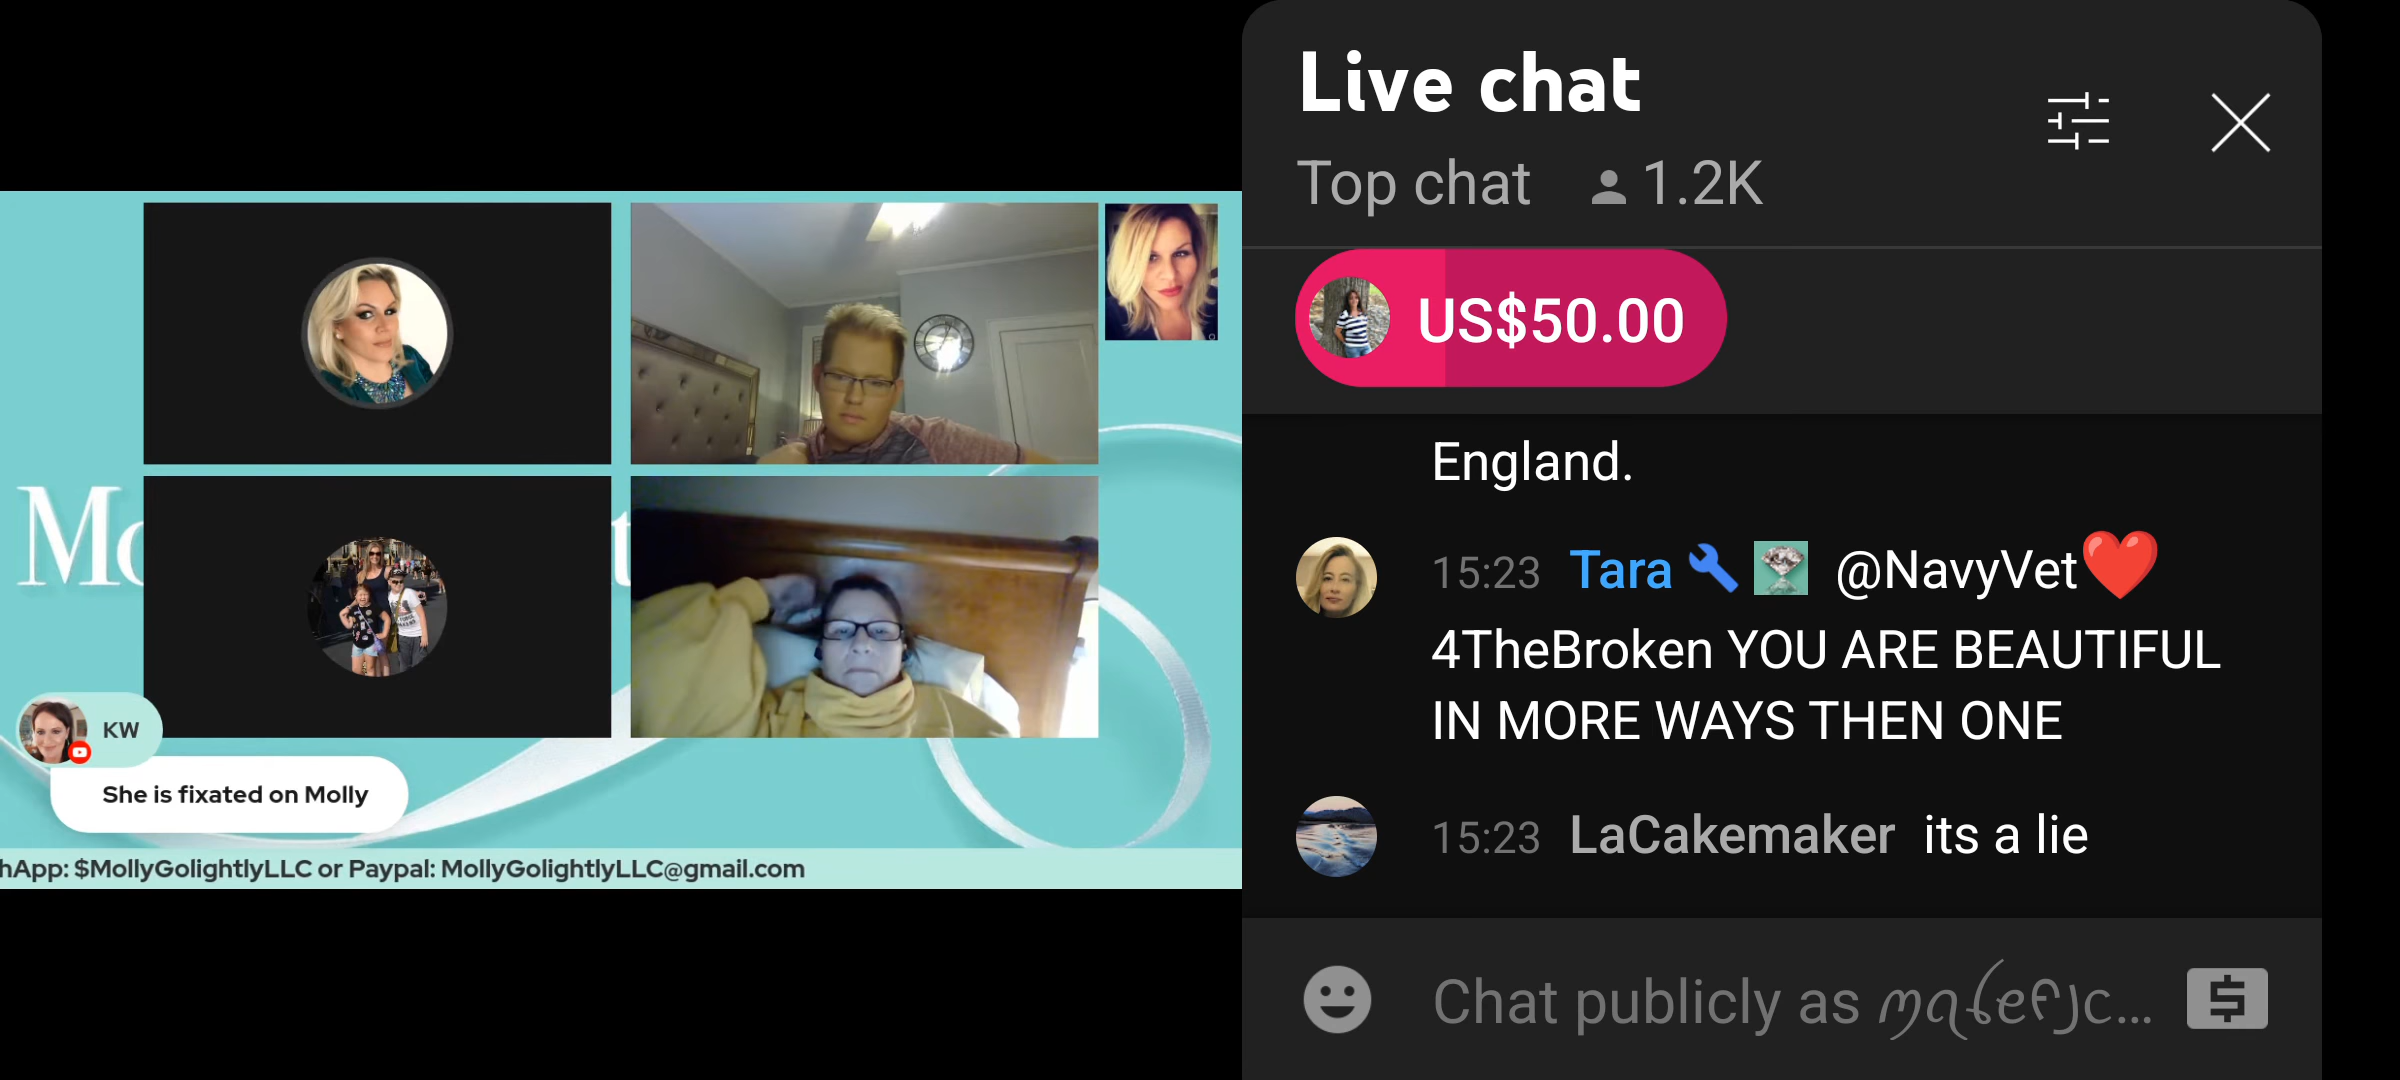 Live chat
Top chat 1.2K
US$50.00
England.
15:23 Tara @NavyVet❤️
4TheBroken YOU ARE BEAUTIFUL
IN MORE WAYS THEN ONE
15:23 LaCakemaker its a lie
Chat publicly as
KW
She is fixated on Molly
hApp: $MollyGolightlyLLC or Paypal: MollyGolightlyLLC@gmail.com